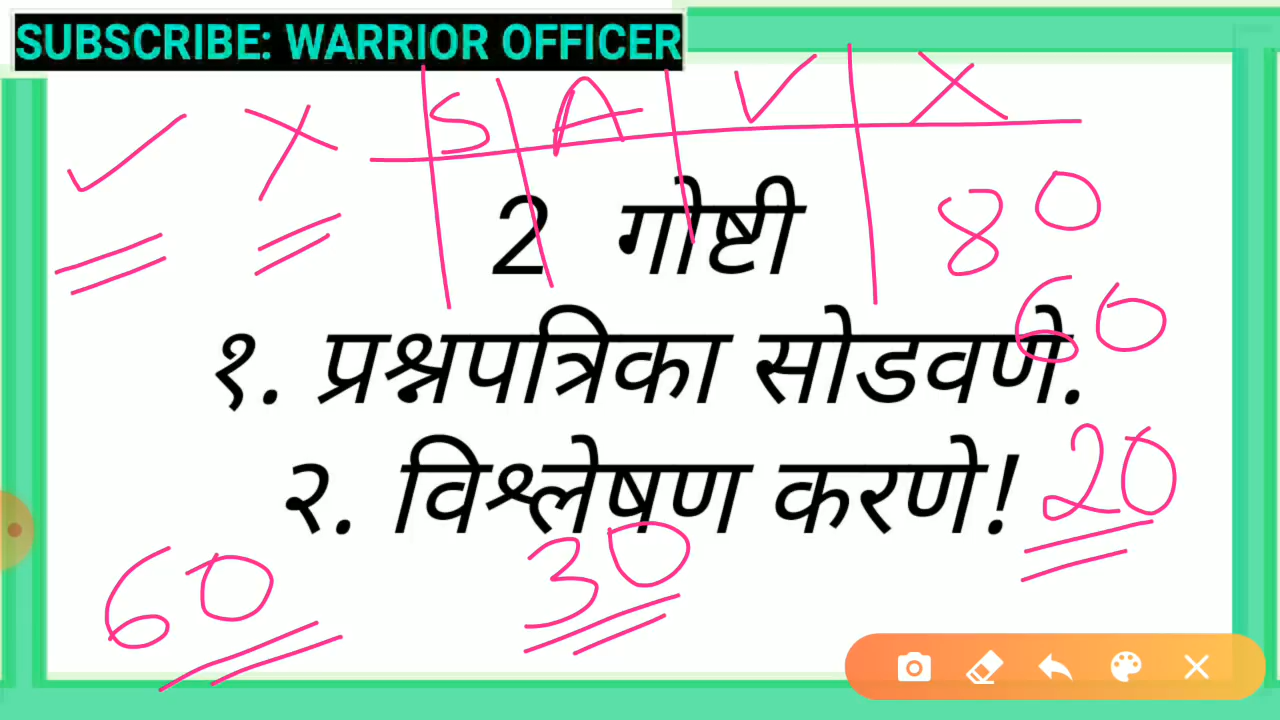 SUBSCRIBE: WARRIOR OFFICER
✓ X S A ✓ X
2 गोष्टी
80
१. प्रश्नपत्रिका सोडवणे.
60
२. विश्लेषण करणे!
20
60 30